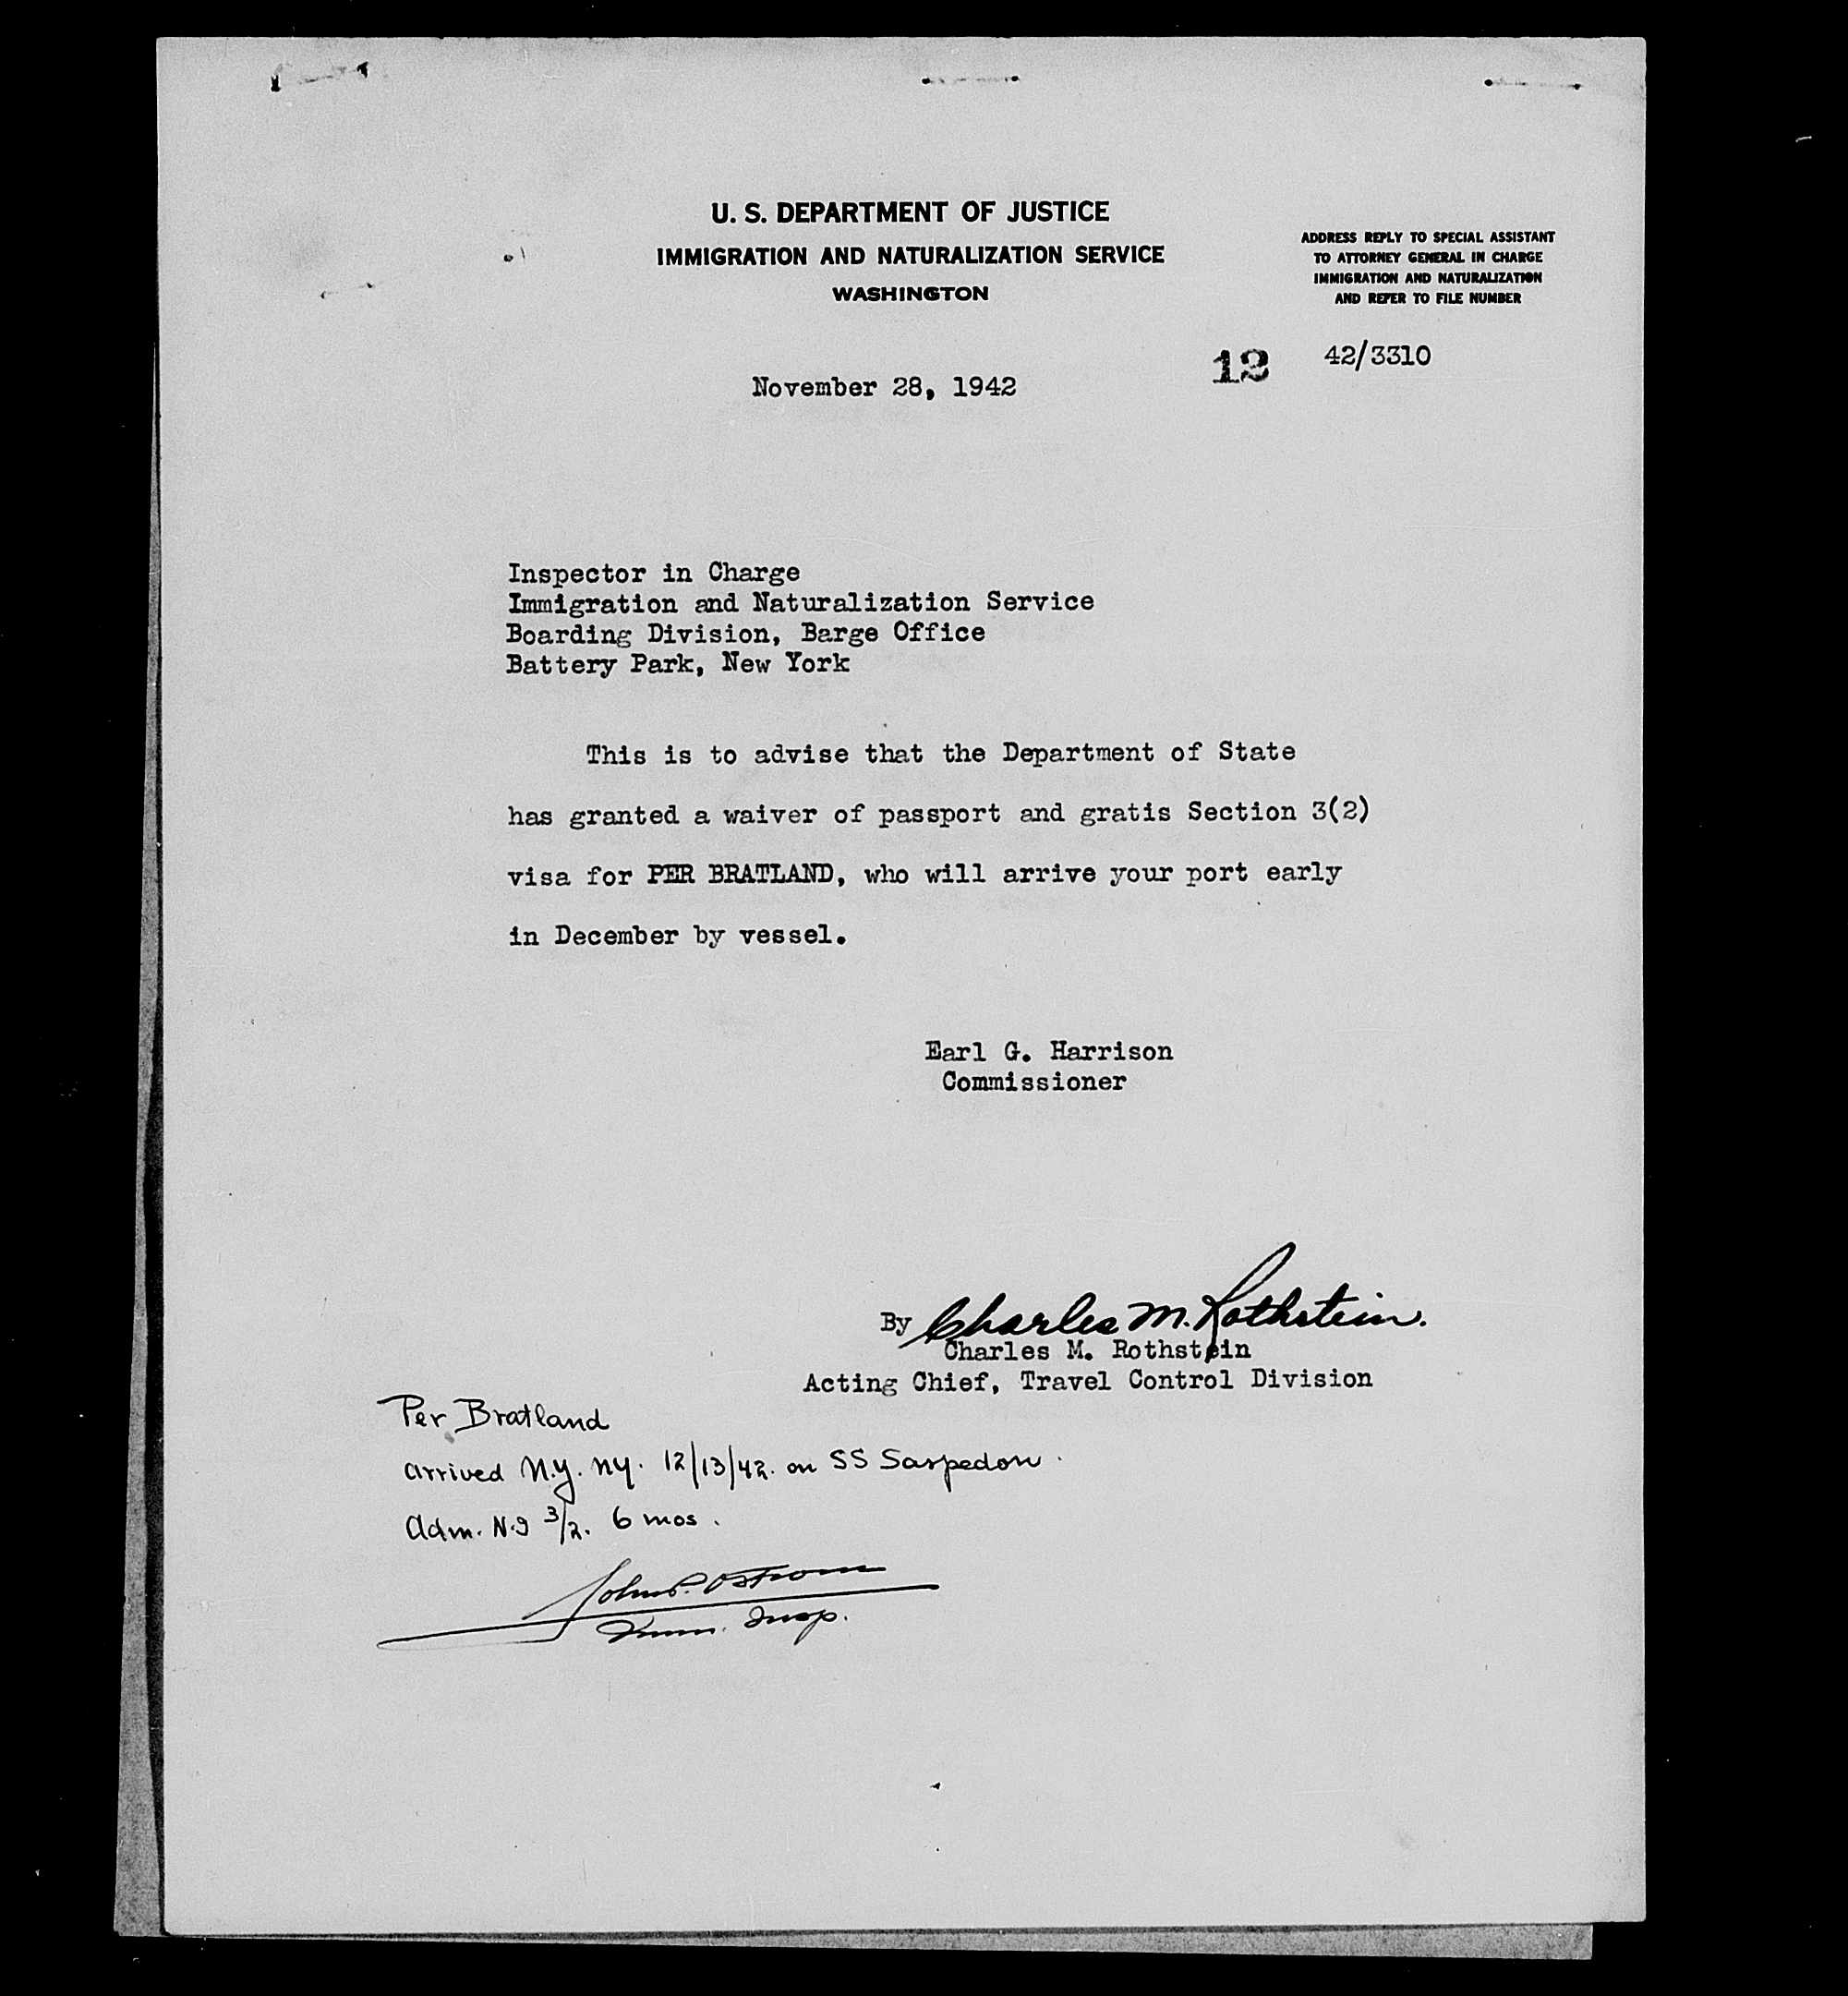 U. S. DEPARTMENT OF JUSTICE
IMMIGRATION AND NATURALIZATION SERVICE
WASHINGTON
ADDRESS REPLY TO SPECIAL ASSISTANT
TO ATTORNEY GENERAL IN CHARGE
IMMIGRATION AND NATURALIZATION
AND REFER TO FILE NUMBER
12 42/3310
November 28, 1942
Inspector in Charge
Immigration and Naturalization Service
Boarding Division, Barge Office
Battery Park, New York
This is to advise that the Department of State
has granted a waiver of passport and gratis Section 3(2)
visa for PER BRATLAND, who will arrive your port early
in December by vessel.
Earl G. Harrison
Commissioner
By Charles M. Rothstein.
Charles M. Rothstein
Acting Chief, Travel Control Division
Per Bratland
arrived N.Y. NY. 12/13/42. on SS Sarpedon.
Adm. N.I 3/2. 6 mos.
John P. Ostrom
Imm. Insp.